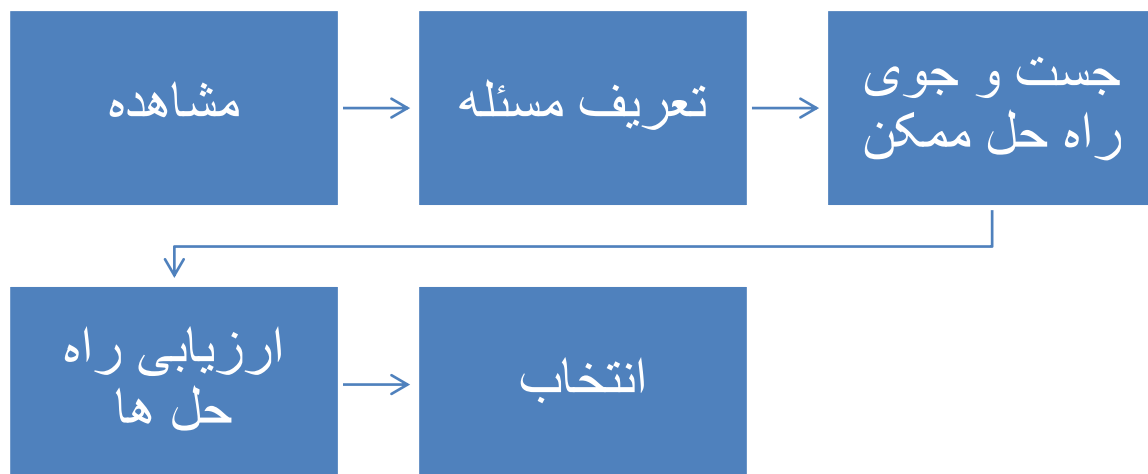 مشاهده
تعریف مسئله
جست و جوی
راه حل ممکن
ارزیابی راه
حل ها
انتخاب